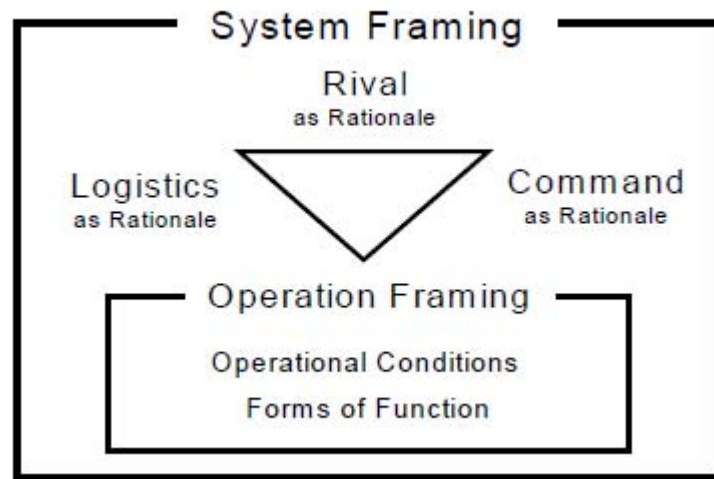 System Framing
Rival
as Rationale
Logistics
as Rationale
Command
as Rationale
Operation Framing
Operational Conditions
Forms of Function